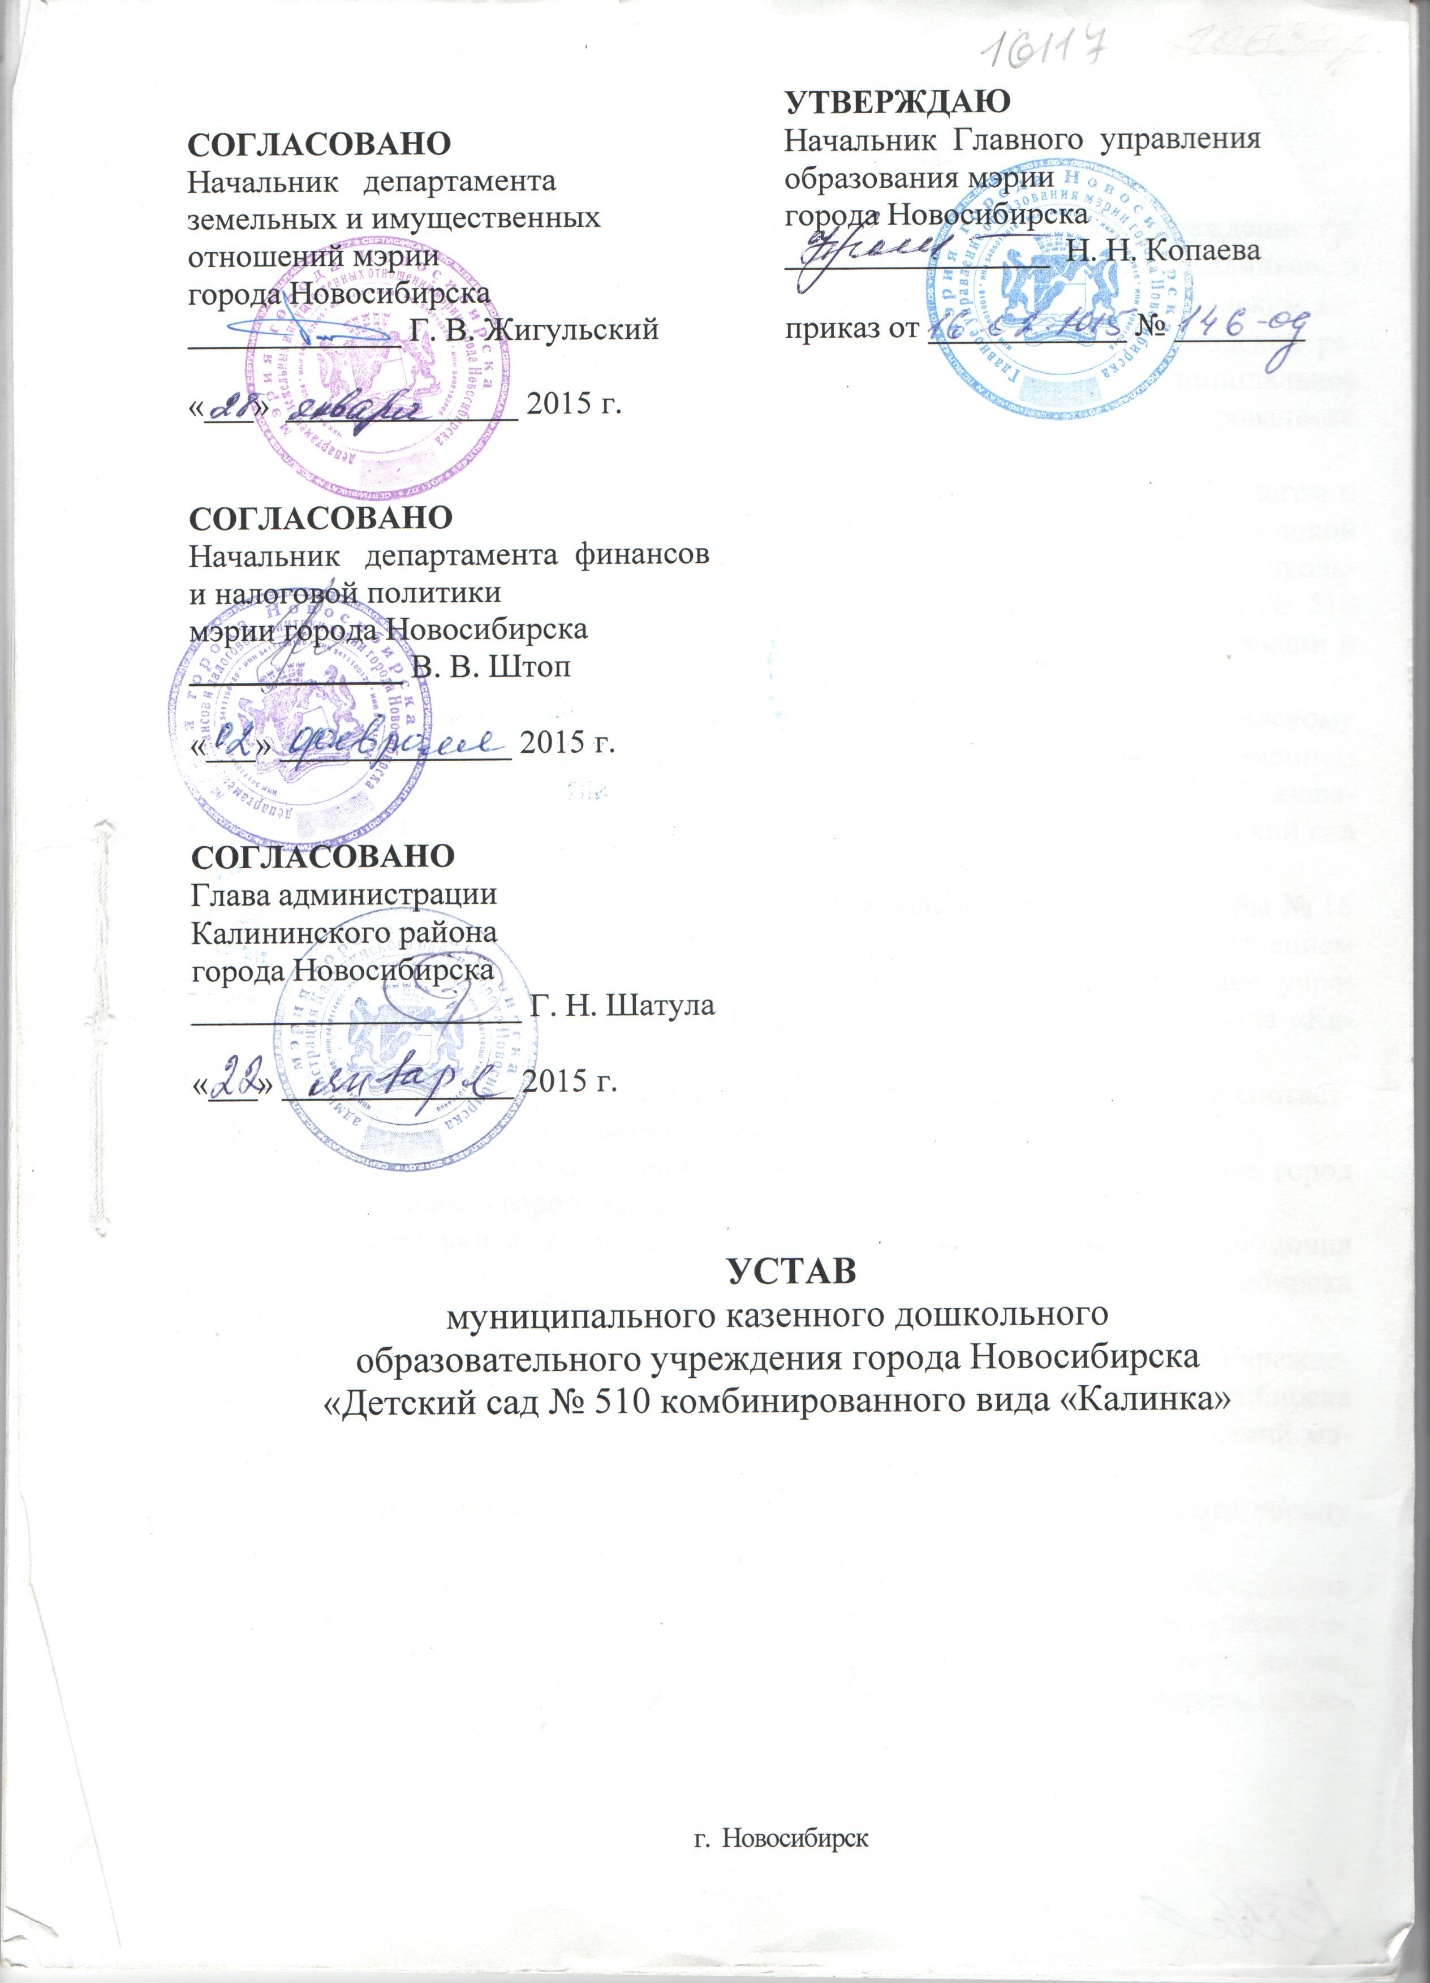 16117
УТВЕРЖДАЮ
Начальник Главного управления
образования мэрии
города Новосибирска
Н. Н. Копаева
приказ от 16.02.2015 № 146-од
СОГЛАСОВАНО
Начальник департамента
земельных и имущественных
отношений мэрии
города Новосибирска
Г. В. Жигульский
«28» января 2015 г.
СОГЛАСОВАНО
Начальник департамента финансов
и налоговой политики
мэрии города Новосибирска
В. В. Штоп
«02» февраля 2015 г.
СОГЛАСОВАНО
Глава администрации
Калининского района
города Новосибирска
Г. Н. Шатула
«22» января 2015 г.
УСТАВ
муниципального казенного дошкольного
образовательного учреждения города Новосибирска
«Детский сад № 510 комбинированного вида «Калинка»
г. Новосибирск